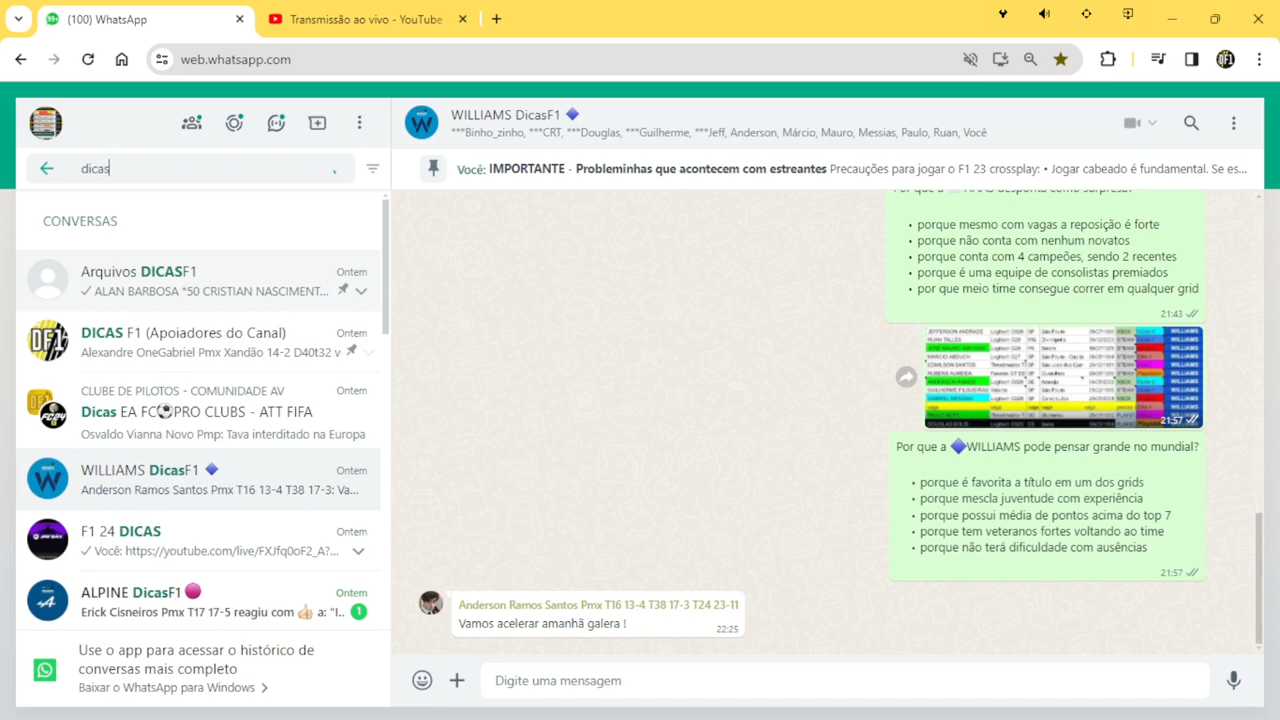 (100) WhatsApp
Transmissão ao vivo - YouTube
web.whatsapp.com
dicas
CONVERSAS
Arquivos DICASF1
Ontem
ALAN BARBOSA *50 CRISTIAN NASCIMENT...
DICAS F1 (Apoiadores do Canal)
Ontem
Alexandre OneGabriel Pmx Xandão 14-2 D40t32 v
CLUBE DE PILOTOS - COMUNIDADE AV
Ontem
Dicas EA FC⚽PRO CLUBS - ATT FIFA
Osvaldo Vianna Novo Pmp: Tava interditado na Europa
WILLIAMS DicasF1 🔷
Ontem
Anderson Ramos Santos Pmx T16 13-4 T38 17-3: Va...
F1 24 DICAS
Ontem
Você: https://youtube.com/live/FXJfq0oF2_A?...
ALPINE DicasF1
Ontem
Erick Cisneiros Pmx T17 17-5 reagiu com 👍🏻 a: "I...
1
Use o app para acessar o histórico de
conversas mais completo
Baixar o WhatsApp para Windows
WILLIAMS DicasF1 🔷
***Binho_zinho, ***CRT, ***Douglas, ***Guilherme, ***Jeff, Anderson, Márcio, Mauro, Messias, Paulo, Ruan, Você
Você: IMPORTANTE - Probleminhas que acontecem com estreantes Precauções para jogar o F1 23 crossplay: • Jogar cabeado é fundamental. Se es...
• porque mesmo com vagas a reposição é forte
• porque não conta com nenhum novatos
• porque conta com 4 campeões, sendo 2 recentes
• porque é uma equipe de consolistas premiados
• por que meio time consegue correr em qualquer grid
21:43
JEFFERSON ANDRADE
RUAN TALLES
WILLIAMS
21:57
Por que a 🔷WILLIAMS pode pensar grande no mundial?
• porque é favorita a título em um dos grids
• porque mescla juventude com experiência
• porque possui média de pontos acima do top 7
• porque tem veteranos fortes voltando ao time
• porque não terá dificuldade com ausências
21:57
Anderson Ramos Santos Pmx T16 13-4 T38 17-3 T24 23-11
Vamos acelerar amanhã galera !
22:25
Digite uma mensagem